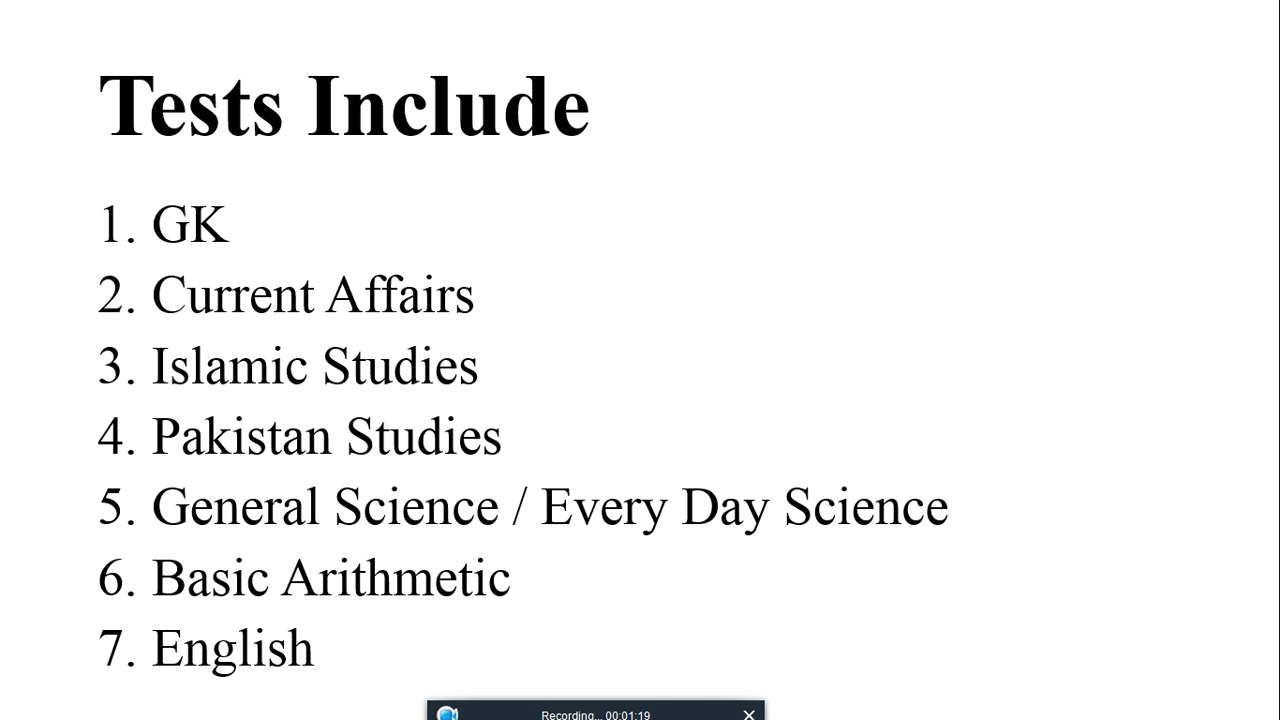 Tests Include
1. GK
2. Current Affairs
3. Islamic Studies
4. Pakistan Studies
5. General Science / Every Day Science
6. Basic Arithmetic
7. English
Recording... 00:01:19